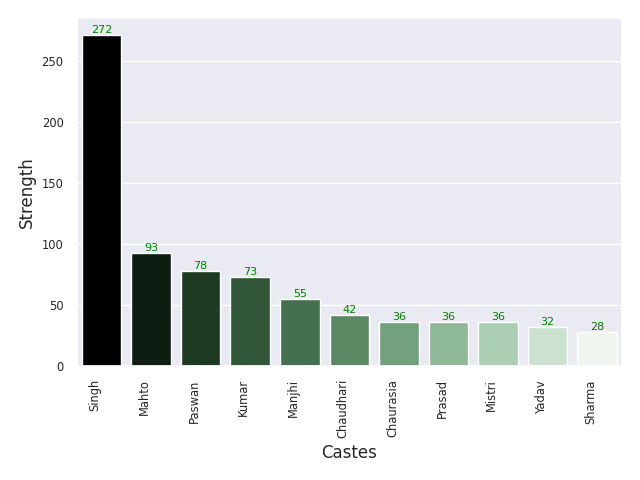 272
250
200
Strength
150
100
93
78
73
55
50
42
36
36
36
32
28
0
Singh
Mahto
Paswan
Kumar
Manjhi
Chaudhari
Chaurasia
Prasad
Mistri
Yadav
Sharma
Castes